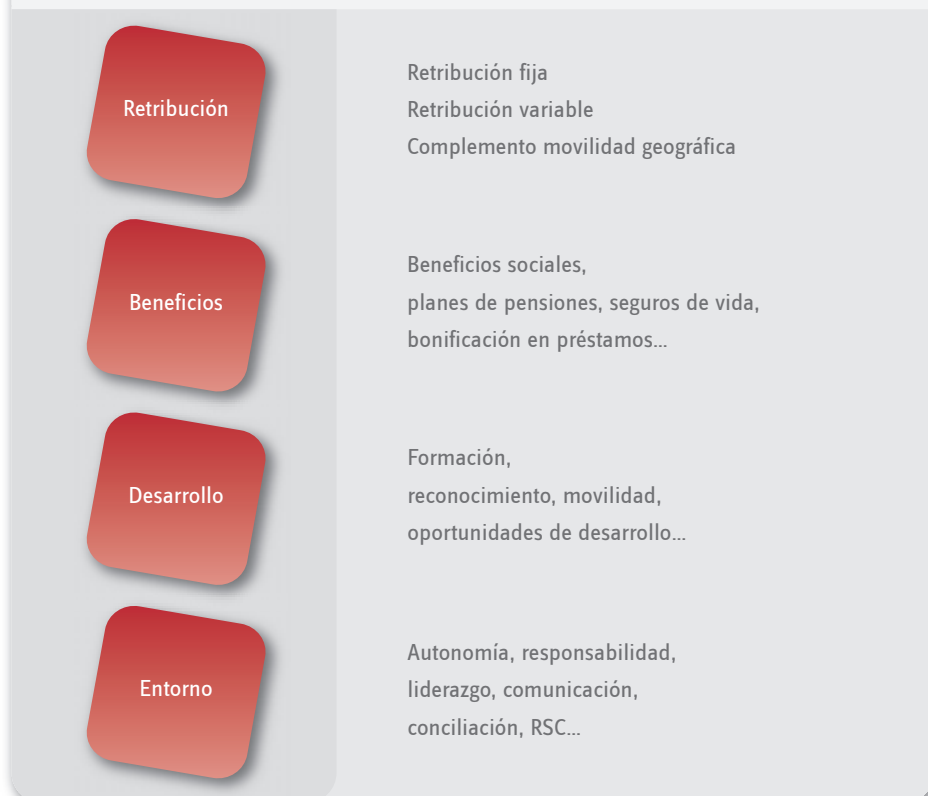 Retribución
Retribución fija
Retribución variable
Complemento movilidad geográfica
Beneficios
Beneficios sociales,
planes de pensiones, seguros de vida,
bonificación en préstamos...
Desarrollo
Formación,
reconocimiento, movilidad,
oportunidades de desarrollo...
Entorno
Autonomía, responsabilidad,
liderazgo, comunicación,
conciliación, RSC...